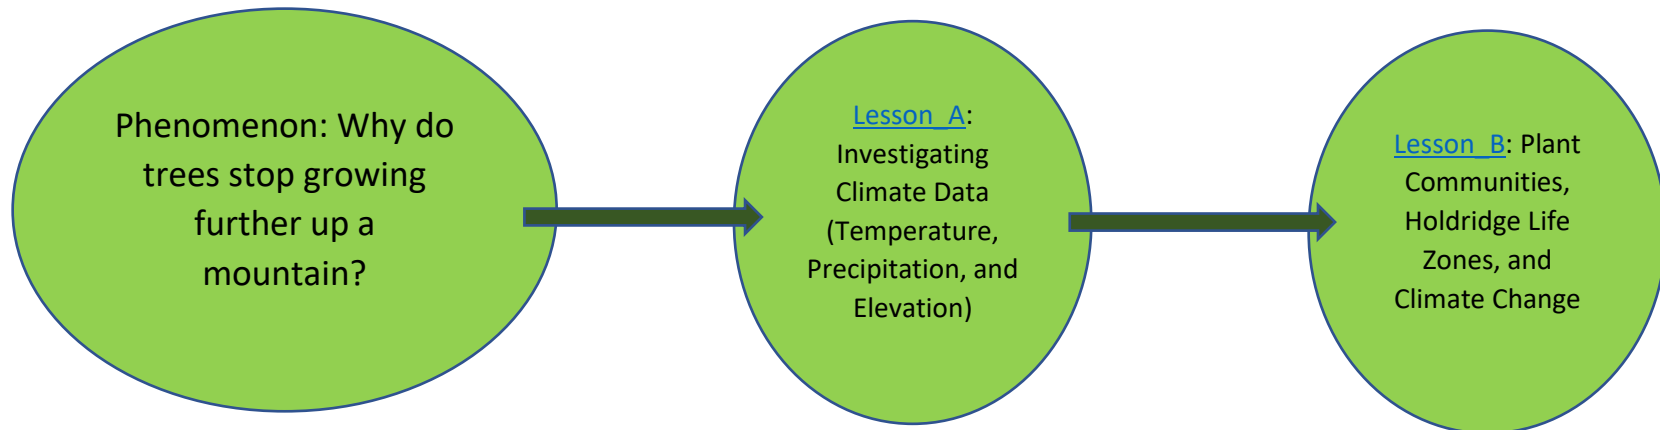 Phenomenon: Why do
trees stop growing
further up a
mountain?
Lesson_A:
Investigating
Climate Data
(Temperature,
Precipitation, and
Elevation)
Lesson_B: Plant
Communities,
Holdridge Life
Zones, and
Climate Change